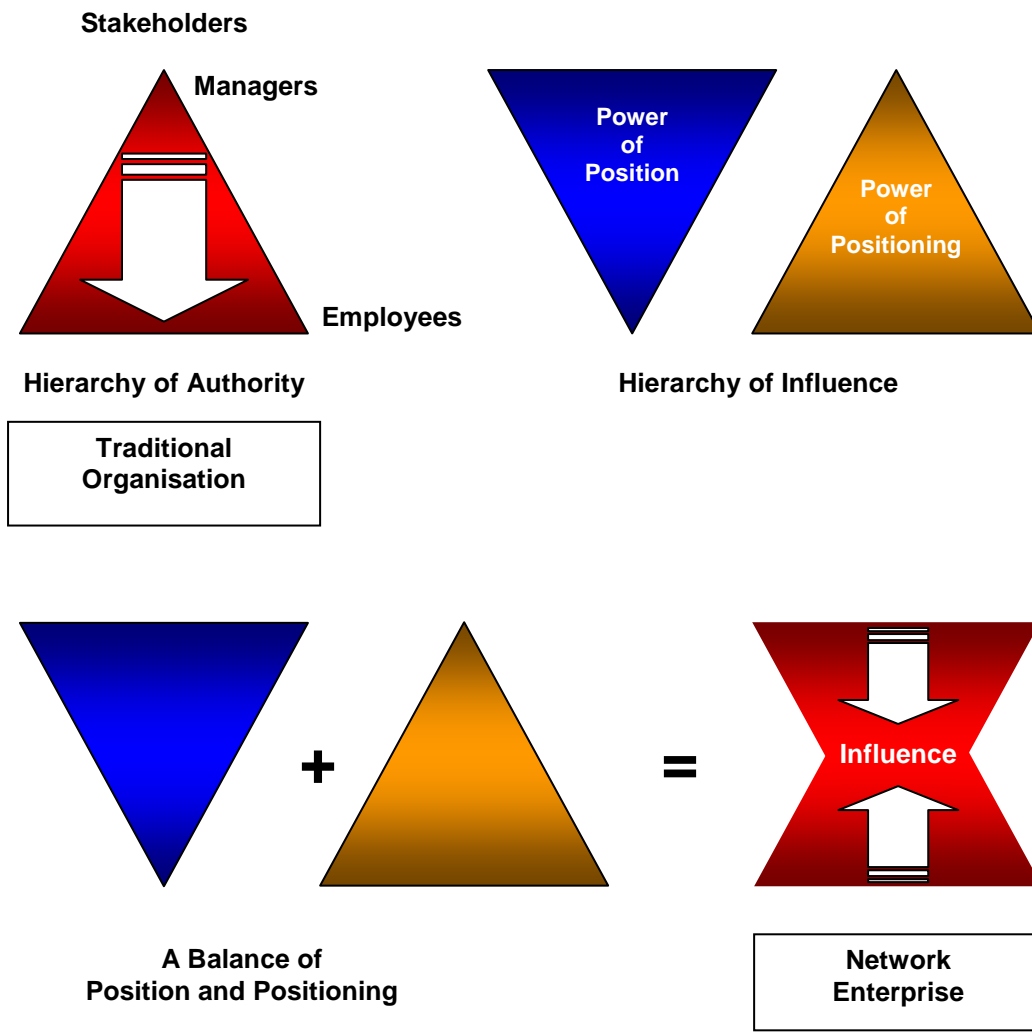 Stakeholders
Managers
Employees
Hierarchy of Authority
Traditional
Organisation
Power
of
Position
Power
of
Positioning
Hierarchy of Influence
+
=
Influence
A Balance of
Position and Positioning
Network
Enterprise